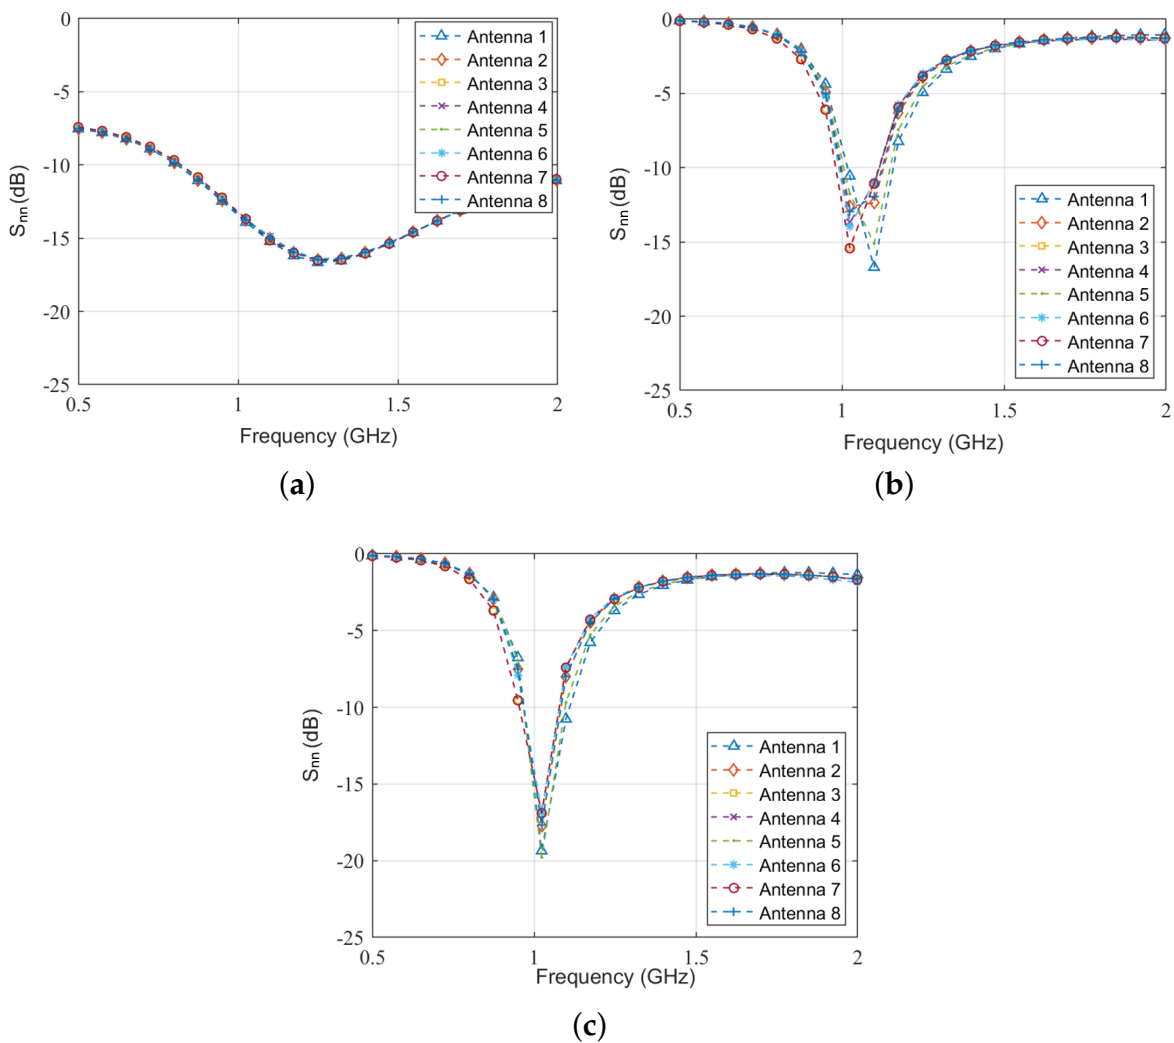 0
-5
-10
-15
-20
-25
0.5
1
1.5
2
Frequency (GHz)
Snn (dB)
Antenna 1
Antenna 2
Antenna 3
Antenna 4
Antenna 5
Antenna 6
Antenna 7
Antenna 8
(a)
0
-5
-10
-15
-20
-25
0.5
1
1.5
2
Frequency (GHz)
Snn (dB)
Antenna 1
Antenna 2
Antenna 3
Antenna 4
Antenna 5
Antenna 6
Antenna 7
Antenna 8
(b)
0
-5
-10
-15
-20
-25
0.5
1
1.5
2
Frequency (GHz)
Snn (dB)
Antenna 1
Antenna 2
Antenna 3
Antenna 4
Antenna 5
Antenna 6
Antenna 7
Antenna 8
(c)